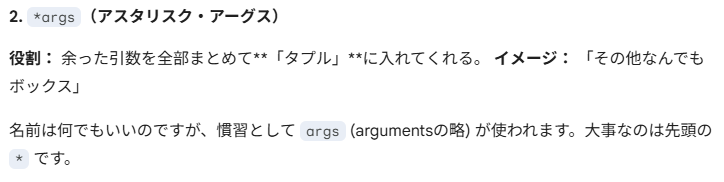 2. *args（アスタリスク・アーグス）
役割： 余った引数を全部まとめて**「タプル」**に入れてくれる。 イメージ： 「その他なんでも
ボックス」
名前は何でもいいのですが、慣習として args (argumentsの略) が使われます。大事なのは先頭の
* です。